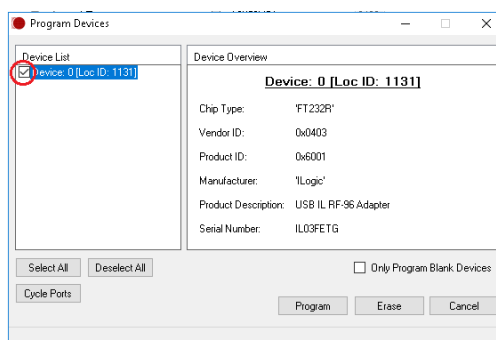 Program Devices
Device List
Device: 0 [Loc ID: 1131]
Device Overview
Device: 0 [Loc ID: 1131]
Chip Type: 'FT232R'
Vendor ID: 0x0403
Product ID: 0x6001
Manufacturer: 'ILogic'
Product Description: USB IL RF-96 Adapter
Serial Number: IL03FETG
Select All Deselect All
Only Program Blank Devices
Cycle Ports
Program Erase Cancel